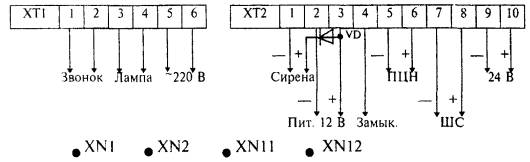 XT1 1 2 3 4 5 6 XT2 1 2 3 4 5 6 7 8 9 10
— + VD — + — +
Звонок Лампа ~220 В Сирена ПЦН 24 В
— + — +
Пит. 12 В Замык. ШС
XN1 XN2 XN11 XN12